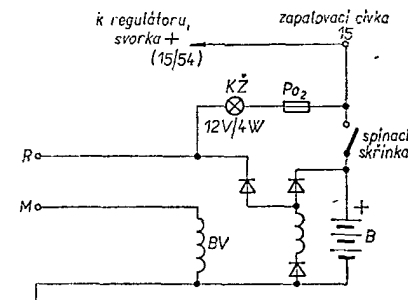 k regulátoru,
svorka +
(15/54)
zapalovací cívka
15
KŽ
Po₂
12V/4W
spínací
skříňka
R
M
BV
+
B